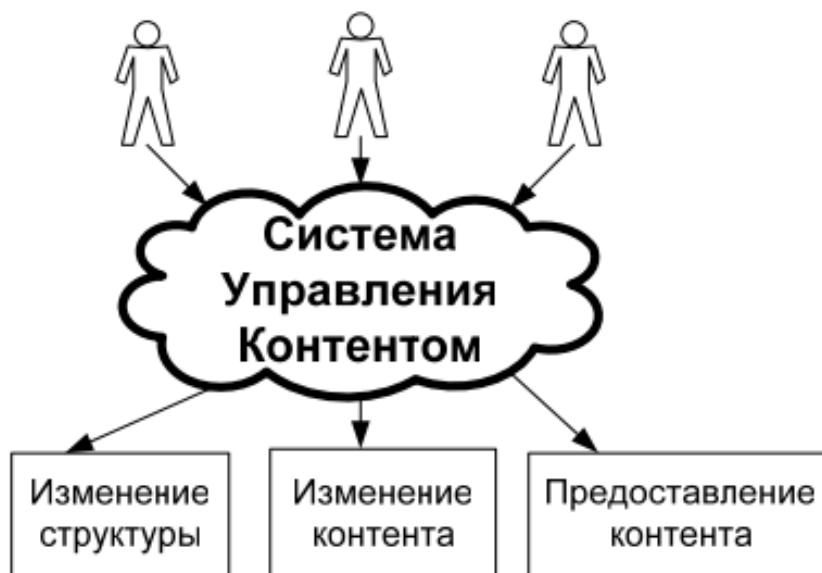 Система
Управления
Контентом
Изменение
структуры
Изменение
контента
Предоставление
контента